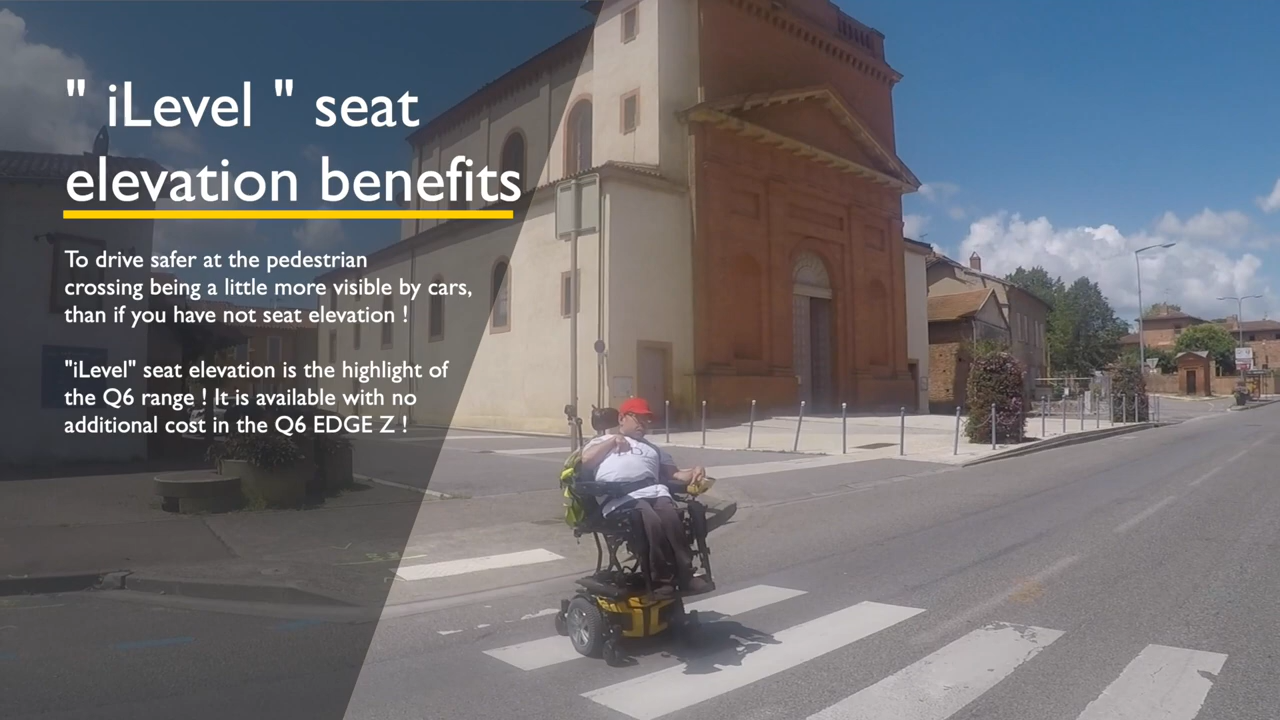 " iLevel " seat
elevation benefits
To drive safer at the pedestrian
crossing being a little more visible by cars,
than if you have not seat elevation !
"iLevel" seat elevation is the highlight of
the Q6 range ! It is available with no
additional cost in the Q6 EDGE Z !